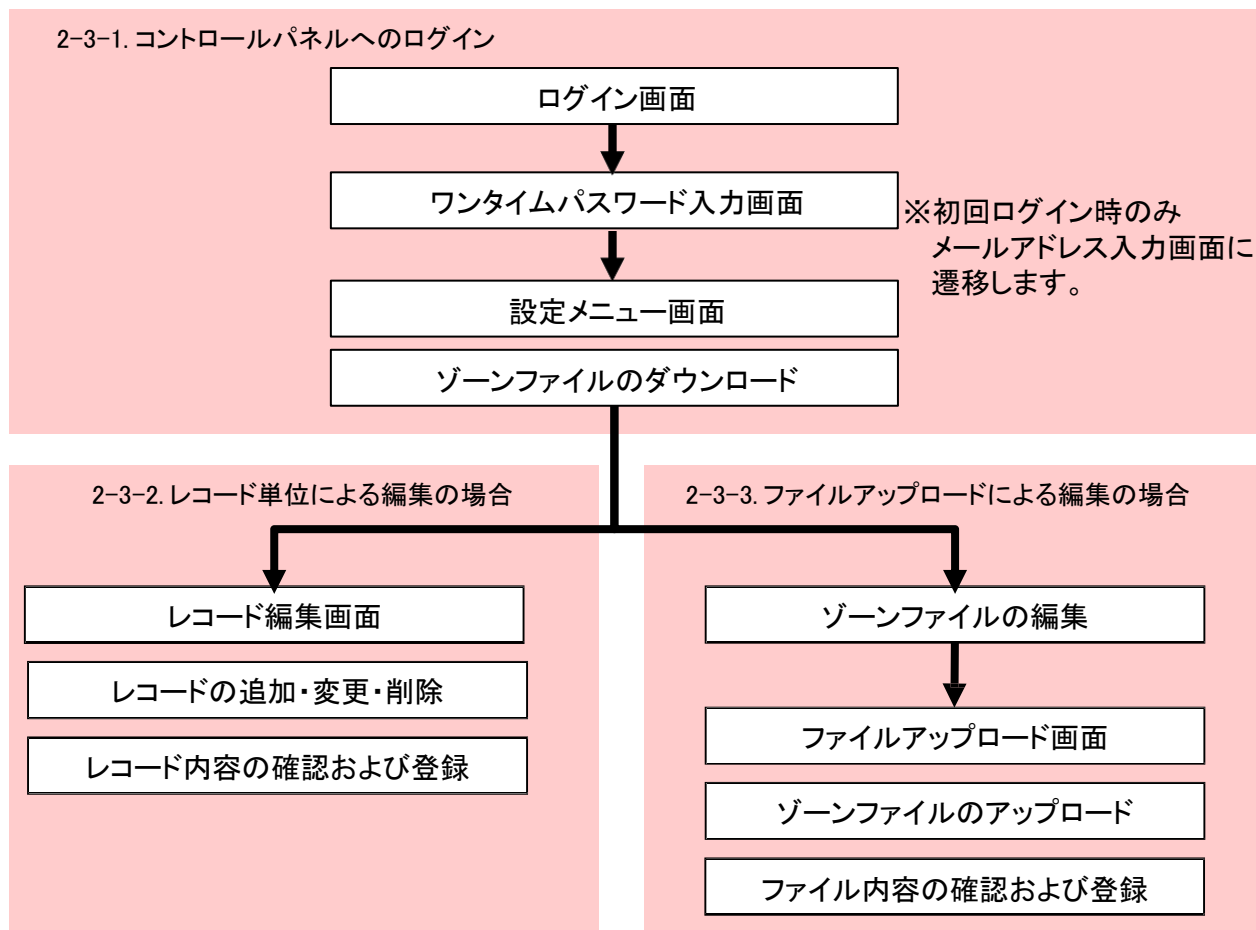 2-3-1. コントロールパネルへのログイン
ログイン画面
ワンタイムパスワード入力画面
※初回ログイン時のみ
メールアドレス入力画面に
遷移します。
設定メニュー画面
ゾーンファイルのダウンロード
2-3-2. レコード単位による編集の場合
レコード編集画面
レコードの追加・変更・削除
レコード内容の確認および登録
2-3-3. ファイルアップロードによる編集の場合
ゾーンファイルの編集
ファイルアップロード画面
ゾーンファイルのアップロード
ファイル内容の確認および登録